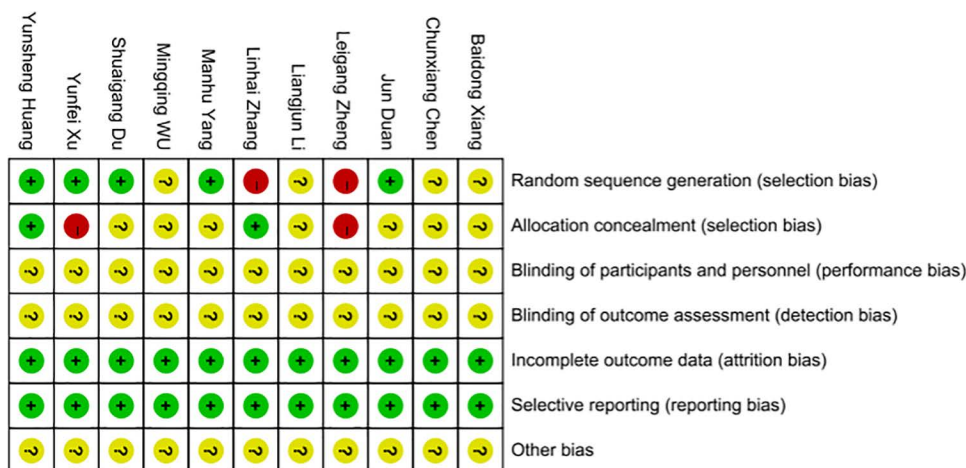 Yunsheng Huang
Yunfei Xu
Shuaigang Du
Mingqing WU
Manhu Yang
Linhai Zhang
Liangjun Li
Leigang Zheng
Jun Duan
Chunxiang Chen
Baidong Xiang
+ + + ? + - ? - + ? ? Random sequence generation (selection bias)
+ - ? ? ? + ? - ? ? ? Allocation concealment (selection bias)
? ? ? ? ? ? ? ? ? ? ? Blinding of participants and personnel (performance bias)
? ? ? ? ? ? ? ? ? ? ? Blinding of outcome assessment (detection bias)
+ + + + + + + + + + + Incomplete outcome data (attrition bias)
+ + + + + + + + + + + Selective reporting (reporting bias)
? ? ? ? ? ? ? ? ? ? ? Other bias